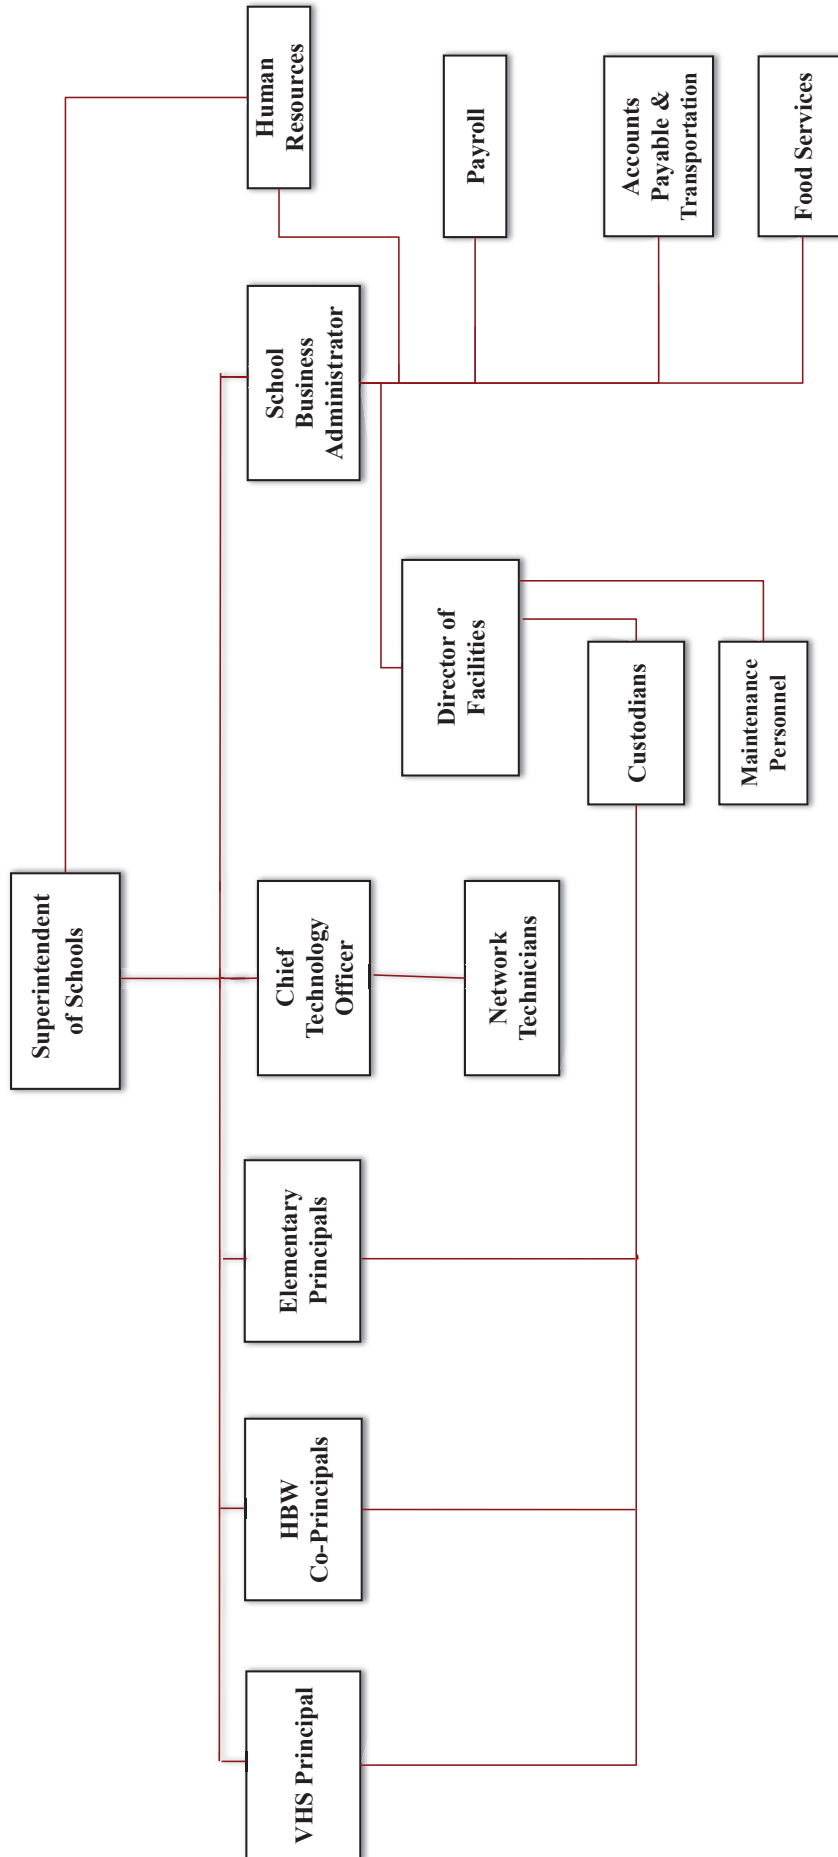 Superintendent
of Schools
VHS Principal
HBW
Co-Principals
Elementary
Principals
Chief
Technology
Officer
School
Business
Administrator
Human
Resources
Network
Technicians
Director of
Facilities
Payroll
Custodians
Accounts
Payable &
Transportation
Maintenance
Personnel
Food Services